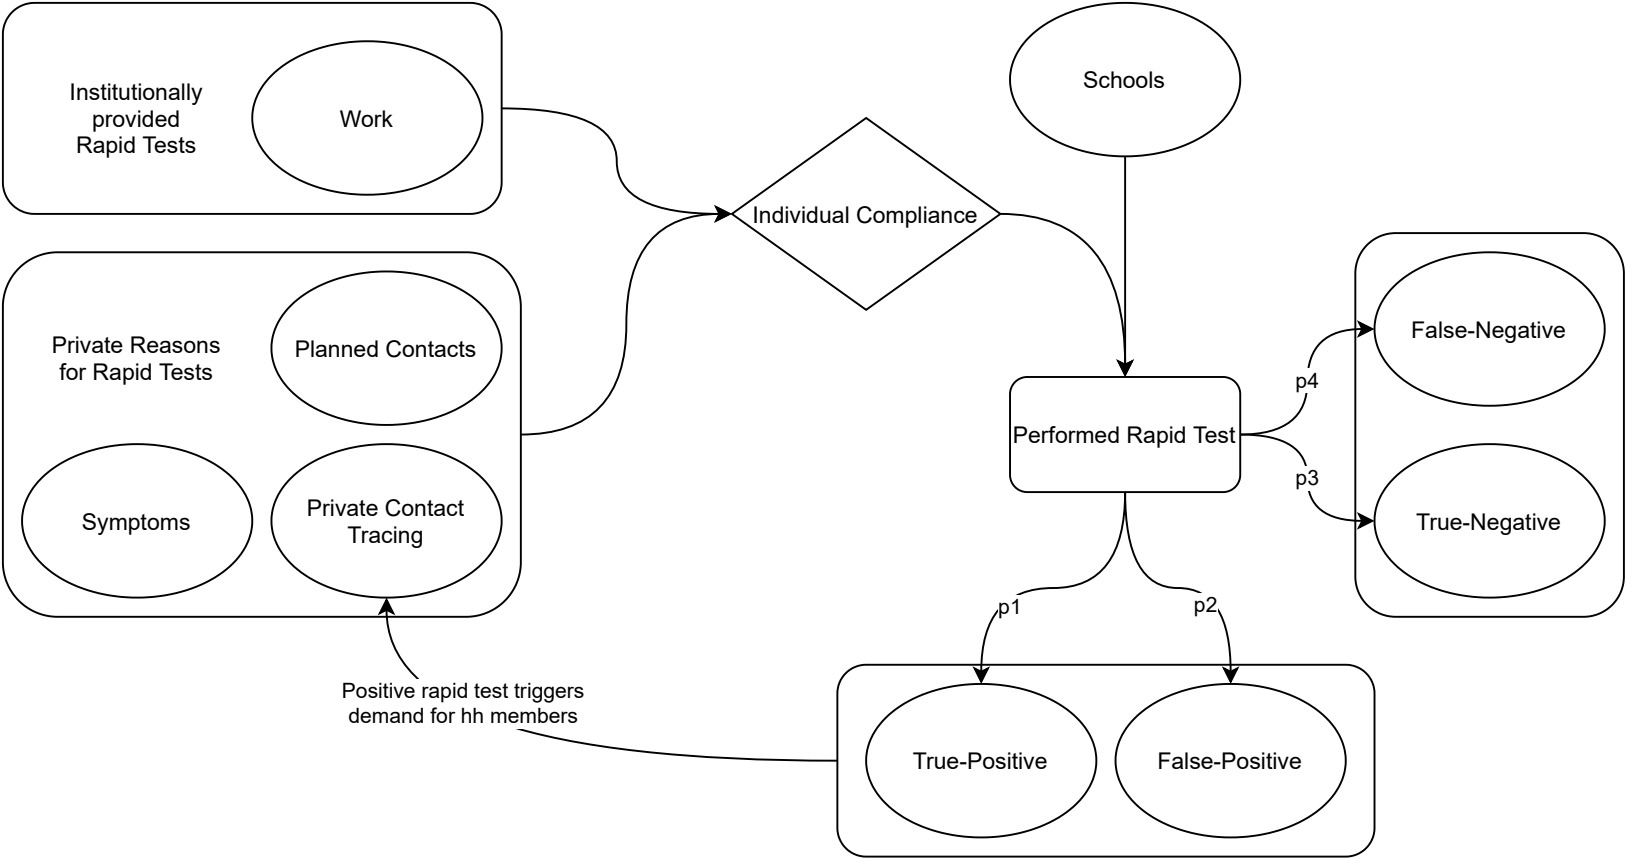 Institutionally
provided
Rapid Tests
Work
Schools
Individual Compliance
Private Reasons
for Rapid Tests
Planned Contacts
Symptoms
Private Contact
Tracing
Performed Rapid Test
p4
p3
False-Negative
True-Negative
p1
p2
Positive rapid test triggers
demand for hh members
True-Positive
False-Positive